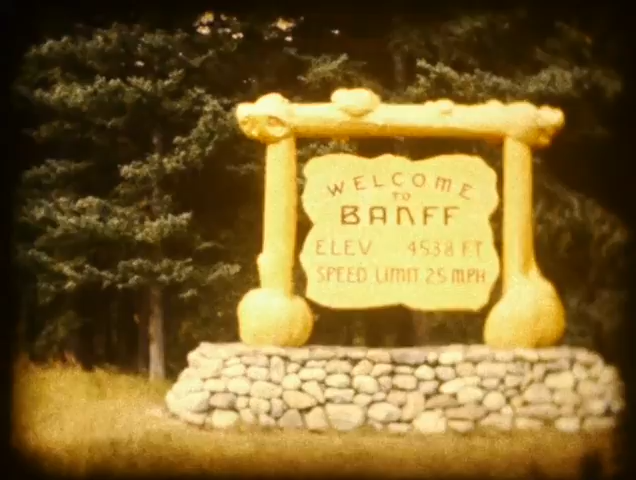 WELCOME
TO
BANFF
ELEV 4538 FT
SPEED LIMIT 25 MPH